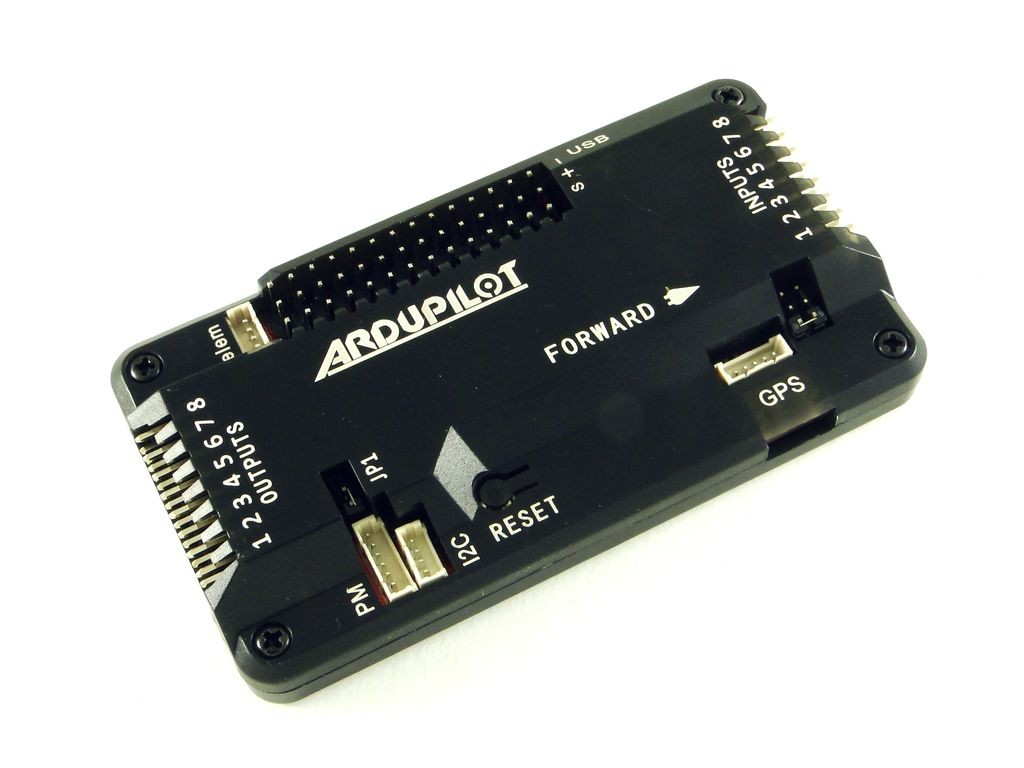 USB
S + -
INPUTS
1 2 3 4 5 6 7 8
ARDUPILOT
FORWARD
GPS
elem
OUTPUTS
1 2 3 4 5 6 7 8
JP1
RESET
I2C
PM